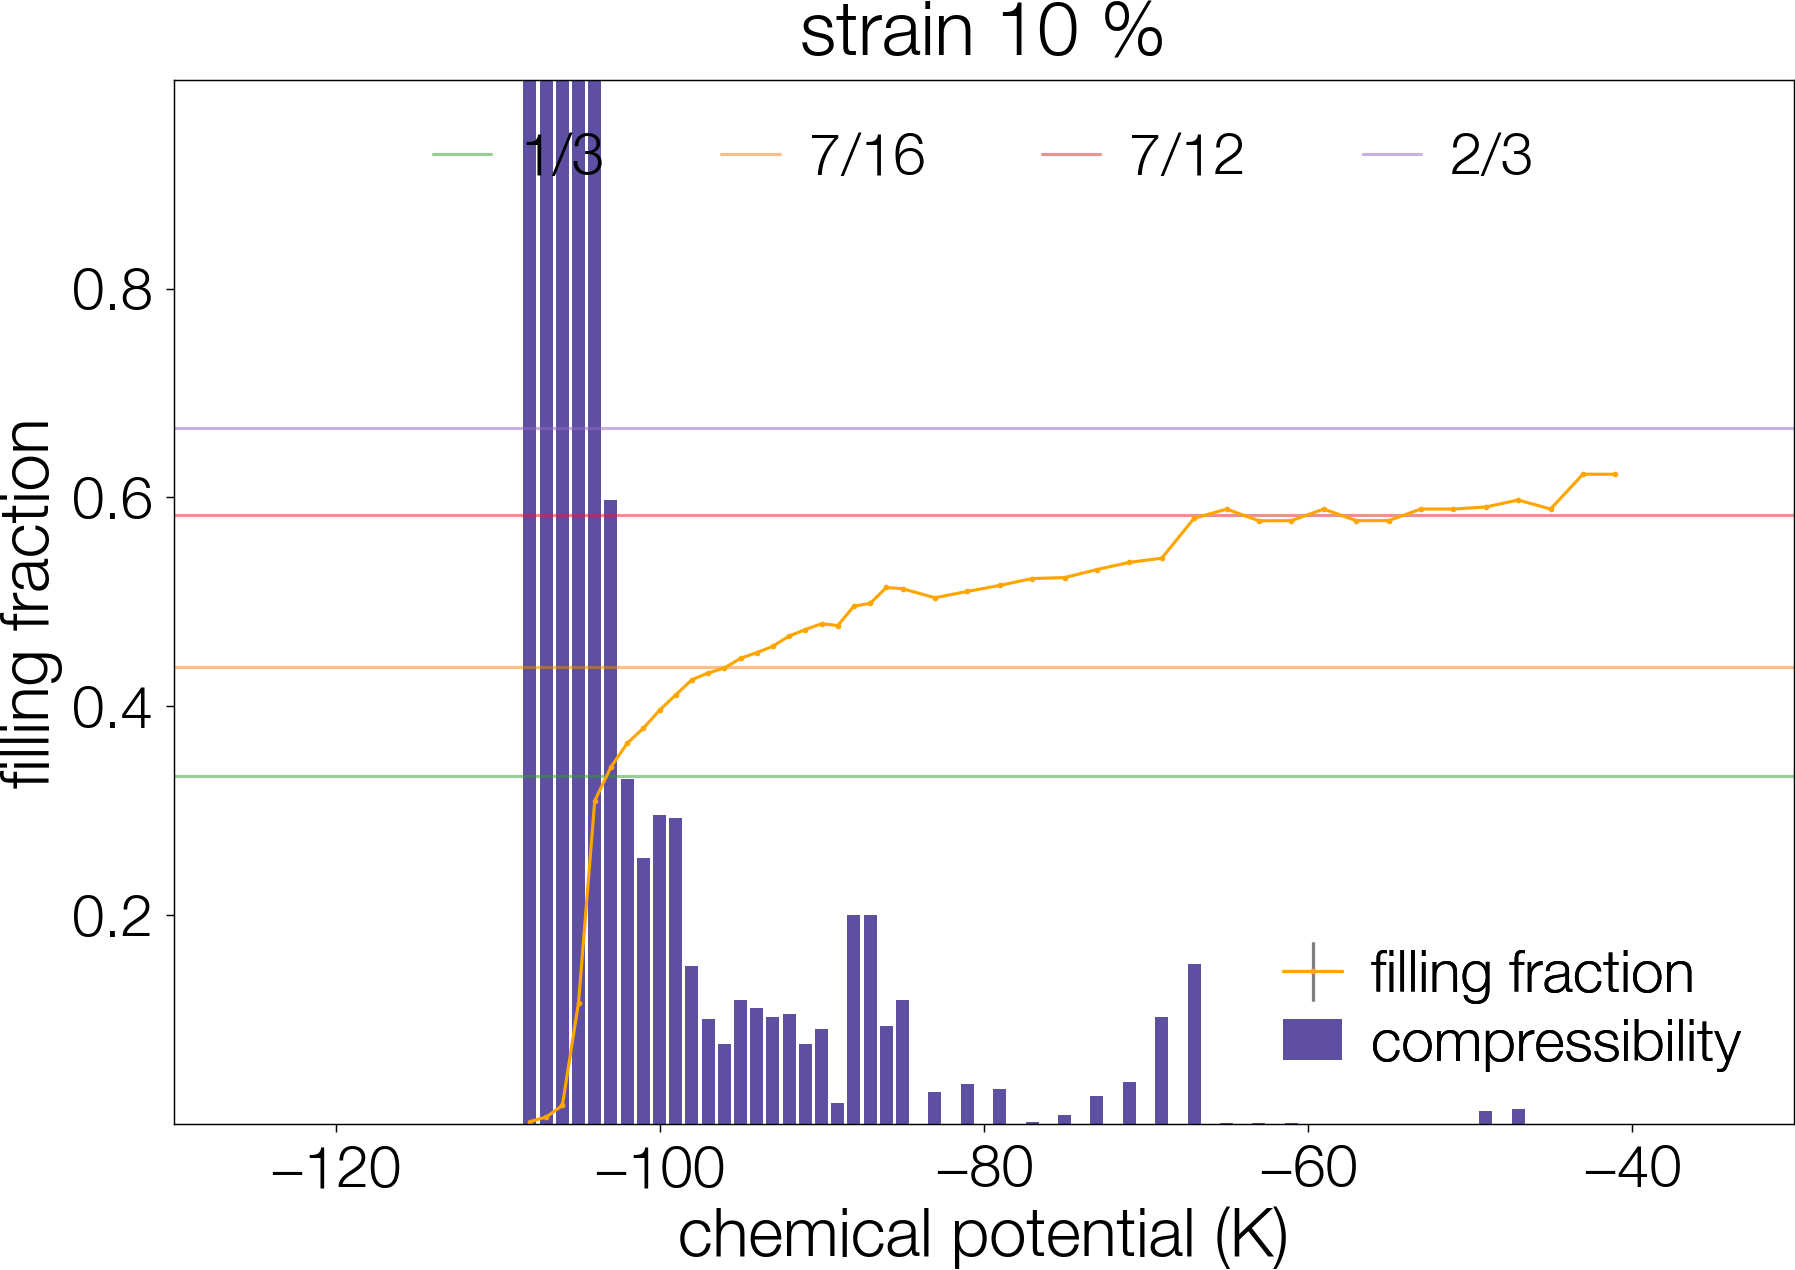 strain 10 %
1/3 7/16 7/12 2/3
0.8
0.6
0.4
0.2
filling fraction
filling fraction
compressibility
−120 −100 −80 −60 −40
chemical potential (K)